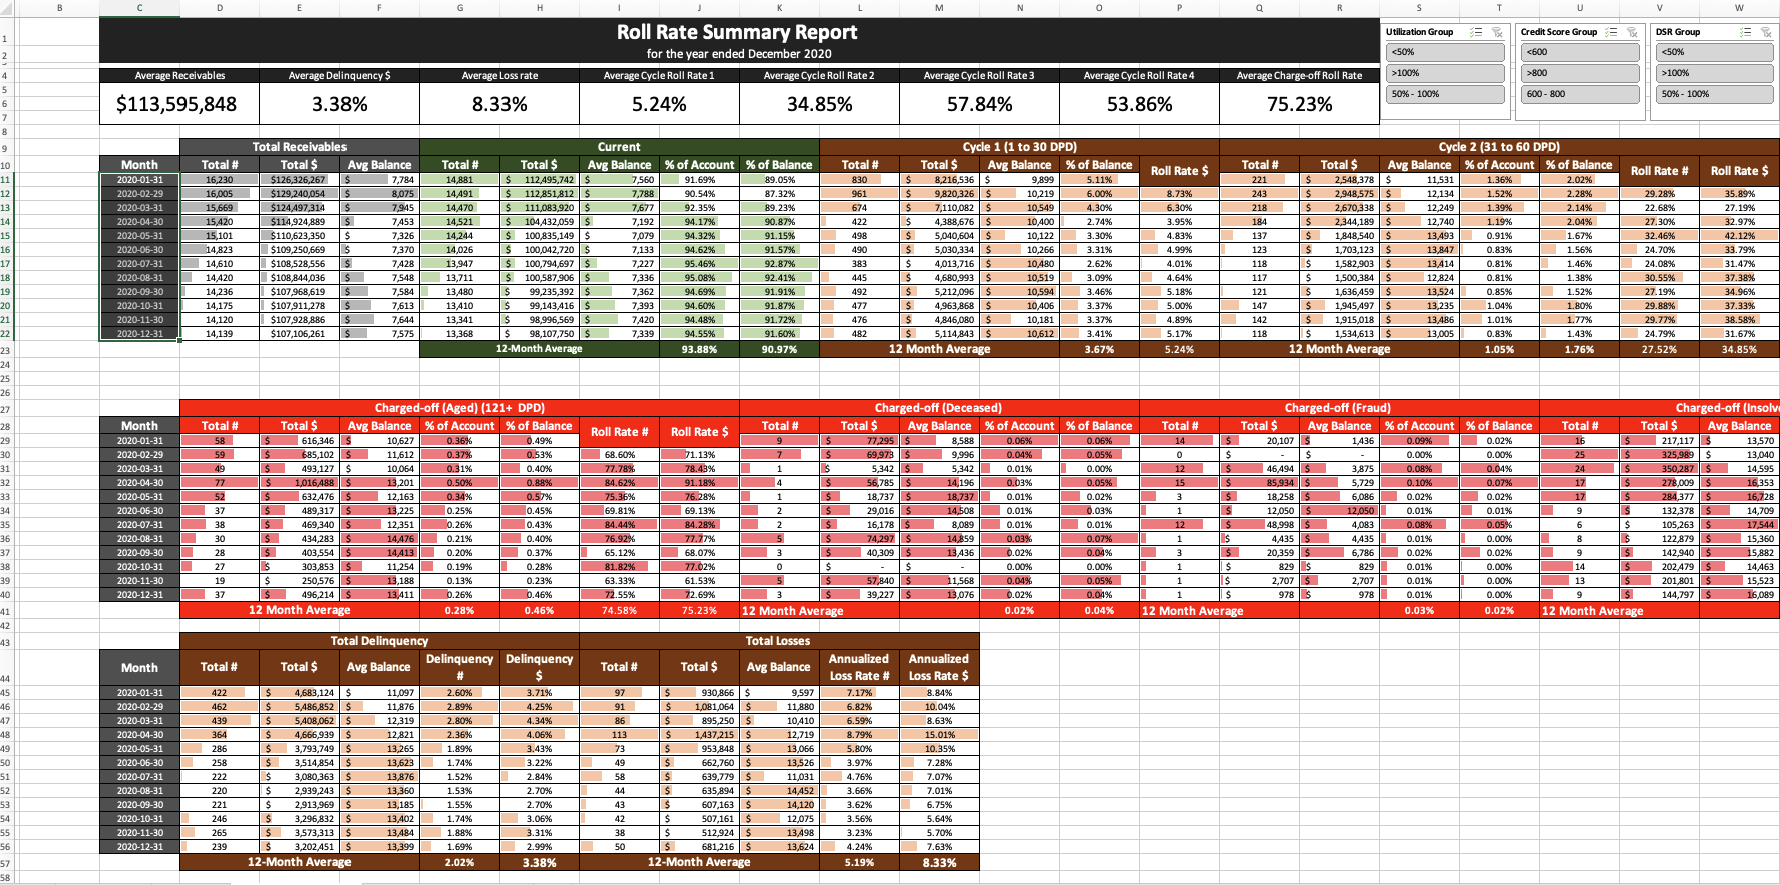 B C D E F G H I J K L M N O P Q R S T U V W
1 Roll Rate Summary Report
2 for the year ended December 2020
Utilization Group Credit Score Group DSR Group
<50% <600 <50%
>100% >800 >100%
50% - 100% 600 - 800 50% - 100%
4 Average Receivables Average Delinquency $ Average Loss rate Average Cycle Roll Rate 1 Average Cycle Roll Rate 2 Average Cycle Roll Rate 3 Average Cycle Roll Rate 4 Average Charge-off Roll Rate
5
6 $113,595,848 3.38% 8.33% 5.24% 34.85% 57.84% 53.86% 75.23%
7
8
9 Total Receivables Current Cycle 1 (1 to 30 DPD) Cycle 2 (31 to 60 DPD)
10 Month Total # Total $ Avg Balance Total # Total $ Avg Balance % of Account % of Balance Total # Total $ Avg Balance % of Balance Roll Rate $ Total # Total $ Avg Balance % of Account % of Balance Roll Rate # Roll Rate $
11 2020-01-31 16,230 $126,326,267 $ 7,784 14,881 $ 112,495,742 $ 7,560 91.69% 89.05% 830 $ 8,216,536 $ 9,899 5.11% 221 $ 2,548,378 $ 11,531 1.36% 2.02%
12 2020-02-29 16,005 $129,240,054 $ 8,075 14,491 $ 112,851,812 $ 7,788 90.54% 87.32% 961 $ 9,820,326 $ 10,219 6.00% 8.73% 243 $ 2,948,575 $ 12,134 1.52% 2.28% 29.28% 35.89%
13 2020-03-31 15,669 $124,497,314 $ 7,945 14,470 $ 111,083,920 $ 7,677 92.35% 89.23% 674 $ 7,110,082 $ 10,549 4.30% 6.30% 218 $ 2,670,338 $ 12,249 1.39% 2.14% 22.68% 27.19%
14 2020-04-30 15,420 $114,924,889 $ 7,453 14,521 $ 104,432,059 $ 7,192 94.17% 90.87% 422 $ 4,388,676 $ 10,400 2.74% 3.95% 184 $ 2,344,189 $ 12,740 1.19% 2.04% 27.30% 32.97%
15 2020-05-31 15,101 $110,623,350 $ 7,326 14,244 $ 100,835,149 $ 7,079 94.32% 91.15% 498 $ 5,040,604 $ 10,122 3.30% 4.83% 137 $ 1,848,540 $ 13,493 0.91% 1.67% 32.46% 42.12%
16 2020-06-30 14,823 $109,250,669 $ 7,370 14,026 $ 100,042,720 $ 7,133 94.62% 91.57% 490 $ 5,030,334 $ 10,266 3.31% 4.99% 123 $ 1,703,123 $ 13,847 0.83% 1.56% 24.70% 33.79%
17 2020-07-31 14,610 $108,528,556 $ 7,428 13,947 $ 100,794,697 $ 7,227 95.46% 92.87% 383 $ 4,013,716 $ 10,480 2.62% 4.01% 118 $ 1,582,903 $ 13,414 0.81% 1.46% 24.08% 31.47%
18 2020-08-31 14,420 $108,844,036 $ 7,548 13,711 $ 100,587,906 $ 7,336 95.08% 92.41% 445 $ 4,680,993 $ 10,519 3.09% 4.64% 117 $ 1,500,384 $ 12,824 0.81% 1.38% 30.55% 37.38%
19 2020-09-30 14,236 $107,968,619 $ 7,584 13,480 $ 99,235,392 $ 7,362 94.69% 91.91% 492 $ 5,212,096 $ 10,594 3.46% 5.18% 121 $ 1,636,459 $ 13,524 0.85% 1.52% 27.19% 34.96%
20 2020-10-31 14,175 $107,911,278 $ 7,613 13,410 $ 99,143,416 $ 7,393 94.60% 91.87% 477 $ 4,963,868 $ 10,406 3.37% 5.00% 147 $ 1,945,497 $ 13,235 1.04% 1.80% 29.88% 37.33%
21 2020-11-30 14,120 $107,928,886 $ 7,644 13,341 $ 98,996,569 $ 7,420 94.48% 91.72% 476 $ 4,846,080 $ 10,181 3.37% 4.89% 142 $ 1,915,018 $ 13,486 1.01% 1.77% 29.77% 38.58%
22 2020-12-31 14,139 $107,106,261 $ 7,575 13,368 $ 98,107,750 $ 7,339 94.55% 91.60% 482 $ 5,114,843 $ 10,612 3.41% 5.17% 118 $ 1,534,613 $ 13,005 0.83% 1.43% 24.79% 31.67%
23 12-Month Average 93.88% 90.97% 12 Month Average 3.67% 5.24% 12 Month Average 1.05% 1.76% 27.52% 34.85%
24
25
26
27 Charged-off (Aged) (121+ DPD) Charged-off (Deceased) Charged-off (Fraud) Charged-off (Insolv
28 Month Total # Total $ Avg Balance % of Account % of Balance Roll Rate # Roll Rate $ Total # Total $ Avg Balance % of Account % of Balance Total # Total $ Avg Balance % of Account % of Balance Total # Total $ Avg Balance
29 2020-01-31 58 $ 616,346 $ 10,627 0.36% 0.49% 9 $ 77,295 $ 8,588 0.06% 0.06% 14 $ 20,107 $ 1,436 0.09% 0.02% 16 $ 217,117 $ 13,570
30 2020-02-29 59 $ 685,102 $ 11,612 0.37% 0.53% 68.60% 71.13% 7 $ 69,973 $ 9,996 0.04% 0.05% 0 $ - $ - 0.00% 0.00% 25 $ 325,989 $ 13,040
31 2020-03-31 49 $ 493,127 $ 10,064 0.31% 0.40% 77.78% 78.43% 1 $ 5,342 $ 5,342 0.01% 0.00% 12 $ 46,494 $ 3,875 0.08% 0.04% 24 $ 350,287 $ 14,595
32 2020-04-30 77 $ 1,016,488 $ 13,201 0.50% 0.88% 84.62% 91.18% 4 $ 56,785 $ 14,196 0.03% 0.05% 15 $ 85,934 $ 5,729 0.10% 0.07% 17 $ 278,009 $ 16,353
33 2020-05-31 52 $ 632,476 $ 12,163 0.34% 0.57% 75.36% 76.28% 1 $ 18,737 $ 18,737 0.01% 0.02% 3 $ 18,258 $ 6,086 0.02% 0.02% 17 $ 284,377 $ 16,728
34 2020-06-30 37 $ 489,317 $ 13,225 0.25% 0.45% 69.81% 69.13% 2 $ 29,016 $ 14,508 0.01% 0.03% 1 $ 12,050 $ 12,050 0.01% 0.01% 9 $ 132,378 $ 14,709
35 2020-07-31 38 $ 469,340 $ 12,351 0.26% 0.43% 84.44% 84.28% 2 $ 16,178 $ 8,089 0.01% 0.01% 12 $ 48,998 $ 4,083 0.08% 0.05% 6 $ 105,263 $ 17,544
36 2020-08-31 30 $ 434,283 $ 14,476 0.21% 0.40% 76.92% 77.77% 5 $ 74,297 $ 14,859 0.03% 0.07% 1 $ 4,435 $ 4,435 0.01% 0.00% 8 $ 122,879 $ 15,360
37 2020-09-30 28 $ 403,554 $ 14,413 0.20% 0.37% 65.12% 68.07% 3 $ 40,309 $ 13,436 0.02% 0.04% 3 $ 20,359 $ 6,786 0.02% 0.02% 9 $ 142,940 $ 15,882
38 2020-10-31 27 $ 303,853 $ 11,254 0.19% 0.28% 81.82% 77.02% 0 $ - $ - 0.00% 0.00% 1 $ 829 $ 829 0.01% 0.00% 14 $ 202,479 $ 14,463
39 2020-11-30 19 $ 250,576 $ 13,188 0.13% 0.23% 63.33% 61.53% 5 $ 57,840 $ 11,568 0.04% 0.05% 1 $ 2,707 $ 2,707 0.01% 0.00% 13 $ 201,801 $ 15,523
40 2020-12-31 37 $ 496,214 $ 13,411 0.26% 0.46% 72.55% 72.69% 3 $ 39,227 $ 13,076 0.02% 0.04% 1 $ 978 $ 978 0.01% 0.00% 9 $ 144,797 $ 16,089
41 12 Month Average 0.28% 0.46% 74.58% 75.23% 12 Month Average 0.02% 0.04% 12 Month Average 0.03% 0.02% 12 Month Average
42
43 Total Delinquency Total Losses
44 Month Total # Total $ Avg Balance Delinquency # Delinquency $ Total # Total $ Avg Balance Annualized Loss Rate # Annualized Loss Rate $
45 2020-01-31 422 $ 4,683,124 $ 11,097 2.60% 3.71% 97 $ 930,866 $ 9,597 7.17% 8.84%
46 2020-02-29 462 $ 5,486,852 $ 11,876 2.89% 4.25% 91 $ 1,081,064 $ 11,880 6.82% 10.04%
47 2020-03-31 439 $ 5,408,062 $ 12,319 2.80% 4.34% 86 $ 895,250 $ 10,410 6.59% 8.63%
48 2020-04-30 364 $ 4,666,939 $ 12,821 2.36% 4.06% 113 $ 1,437,215 $ 12,719 8.79% 15.01%
49 2020-05-31 286 $ 3,793,749 $ 13,265 1.89% 3.43% 73 $ 953,848 $ 13,066 5.80% 10.35%
50 2020-06-30 258 $ 3,514,854 $ 13,623 1.74% 3.22% 49 $ 662,760 $ 13,526 3.97% 7.28%
51 2020-07-31 222 $ 3,080,363 $ 13,876 1.52% 2.84% 58 $ 639,779 $ 11,031 4.76% 7.07%
52 2020-08-31 220 $ 2,939,243 $ 13,360 1.53% 2.70% 44 $ 635,894 $ 14,452 3.66% 7.01%
53 2020-09-30 221 $ 2,913,969 $ 13,185 1.55% 2.70% 43 $ 607,163 $ 14,120 3.62% 6.75%
54 2020-10-31 246 $ 3,296,832 $ 13,402 1.74% 3.06% 42 $ 507,161 $ 12,075 3.56% 5.64%
55 2020-11-30 265 $ 3,573,313 $ 13,484 1.88% 3.31% 38 $ 512,924 $ 13,498 3.23% 5.70%
56 2020-12-31 239 $ 3,202,451 $ 13,399 1.69% 2.99% 50 $ 681,216 $ 13,624 4.24% 7.63%
57 12-Month Average 2.02% 3.38% 12-Month Average 5.19% 8.33%
58